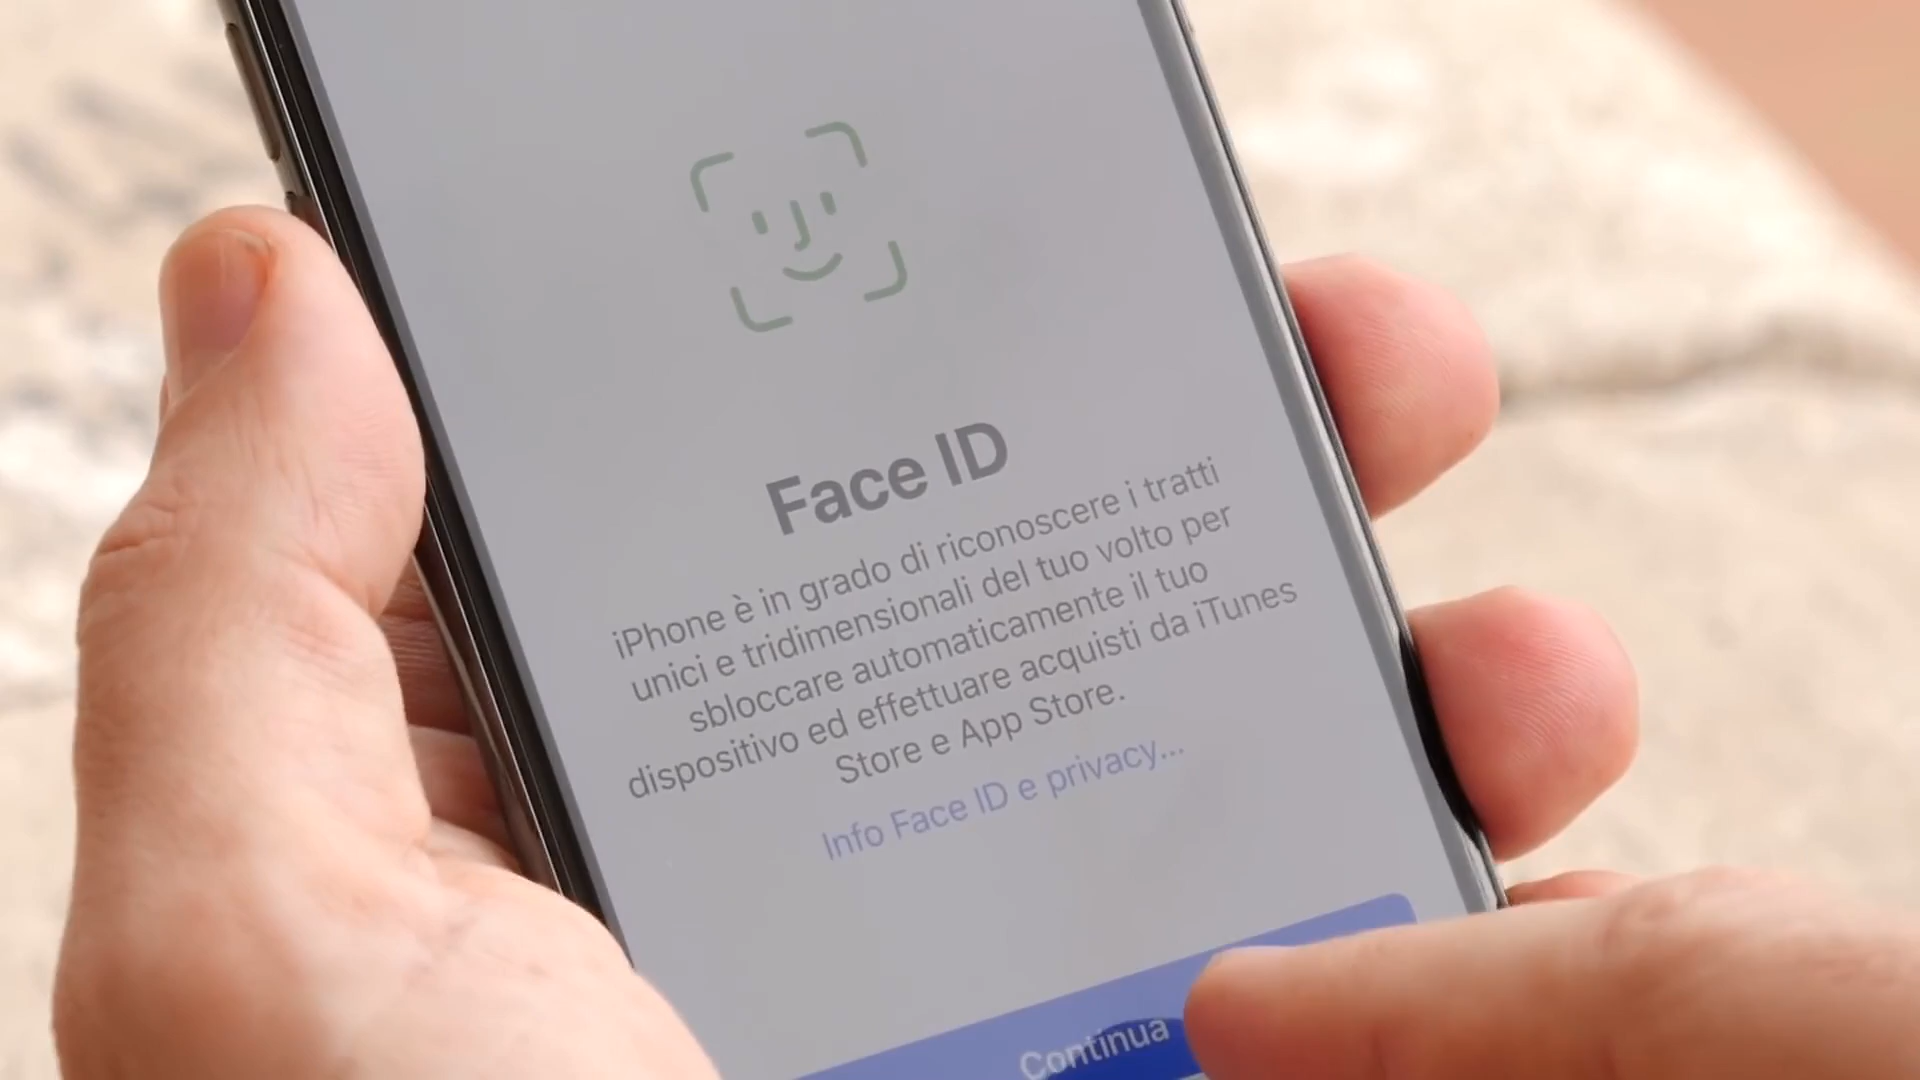 Face ID
iPhone è in grado di riconoscere i tratti
unici e tridimensionali del tuo volto per
sbloccare automaticamente il tuo
dispositivo ed effettuare acquisti da iTunes
Store e App Store.
Info Face ID e privacy...
Continua